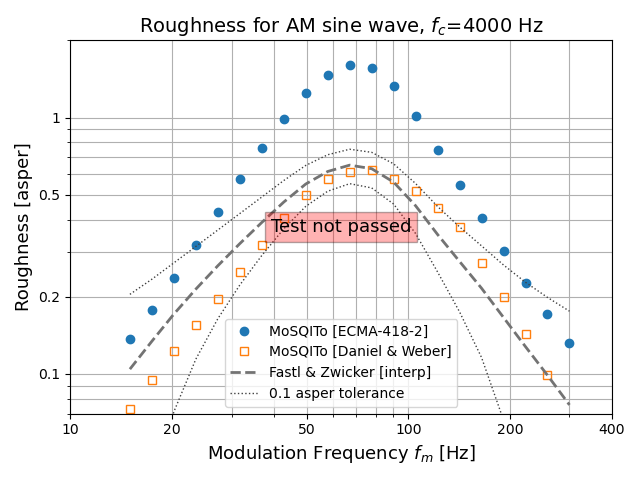 Roughness for AM sine wave, f_c=4000 Hz
Roughness [asper]
1
0.5
0.2
0.1
Test not passed
MoSQITo [ECMA-418-2]
MoSQITo [Daniel & Weber]
Fastl & Zwicker [interp]
0.1 asper tolerance
10 20 50 100 200 400
Modulation Frequency f_m [Hz]